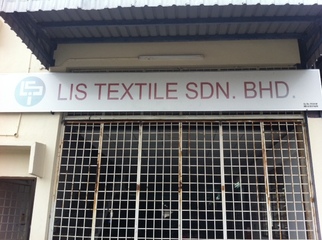 LIS TEXTILE SDN. BHD.